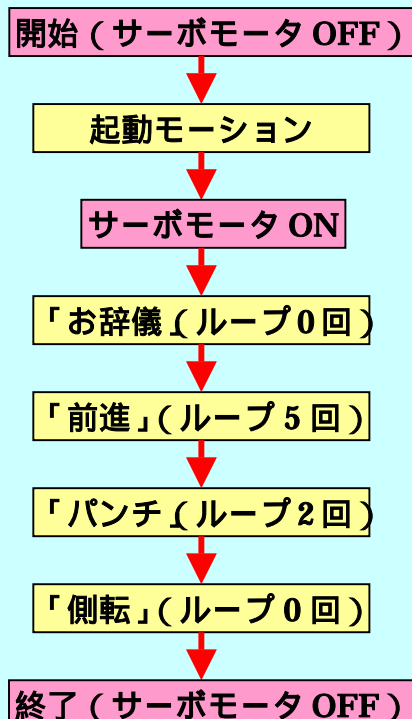 開始（サーボモータ OFF）
起動モーション
サーボモータ ON
「お辞儀」（ループ0回）
「前進」（ループ 5 回）
「パンチ」（ループ2回）
「側転」（ループ 0 回）
終了（サーボモータ OFF）